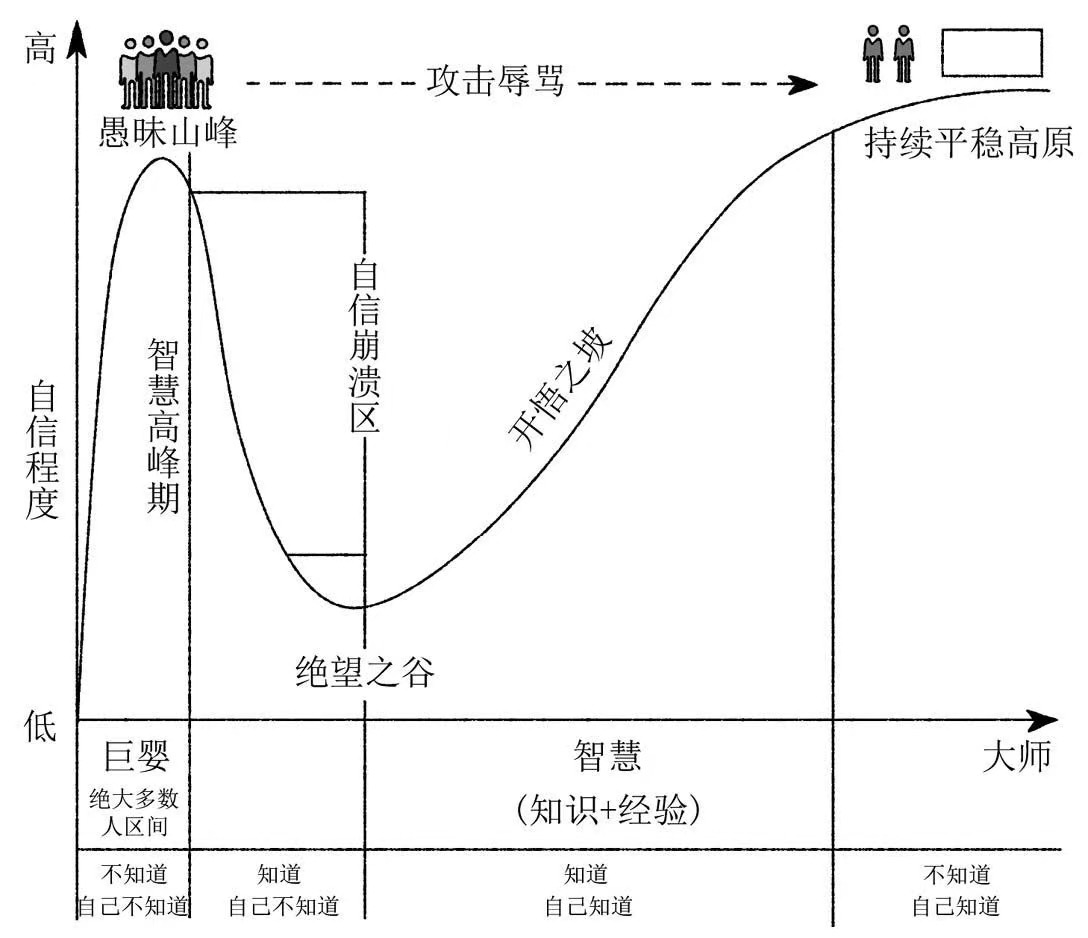 高
攻击辱骂
愚昧山峰
持续平稳高原
自信崩溃区
智慧高峰期
开悟之坡
自信程度
绝望之谷
低
巨婴
绝大多数
人区间
智慧
(知识+经验)
大师
不知道
自己不知道
知道
自己不知道
知道
自己知道
不知道
自己知道